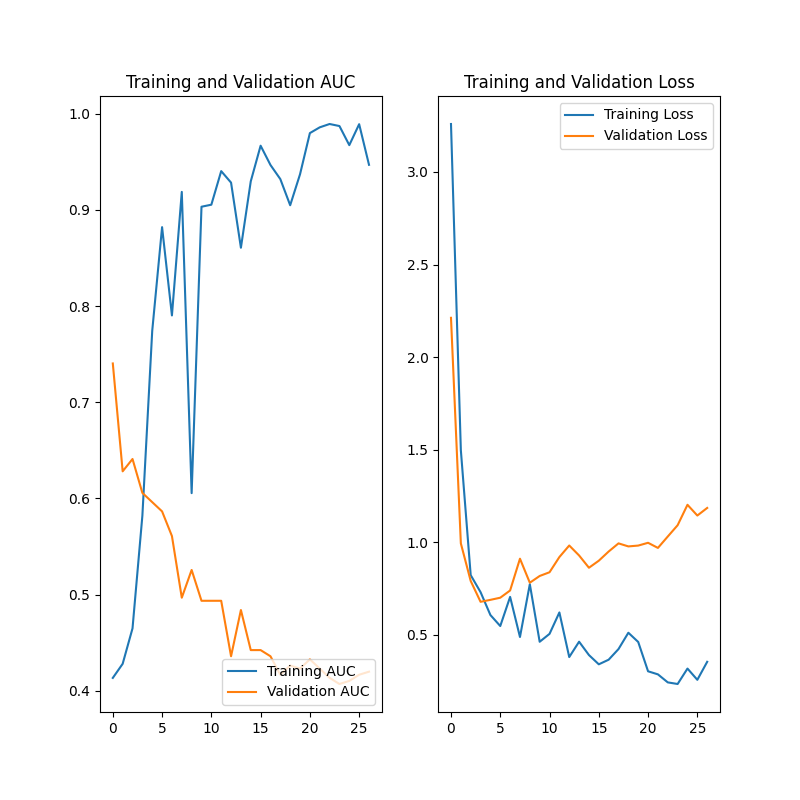 Training and Validation AUC
1.0
0.9
0.8
0.7
0.6
0.5
0.4
0 5 10 15 20 25
Training AUC
Validation AUC
Training and Validation Loss
3.0
2.5
2.0
1.5
1.0
0.5
0 5 10 15 20 25
Training Loss
Validation Loss